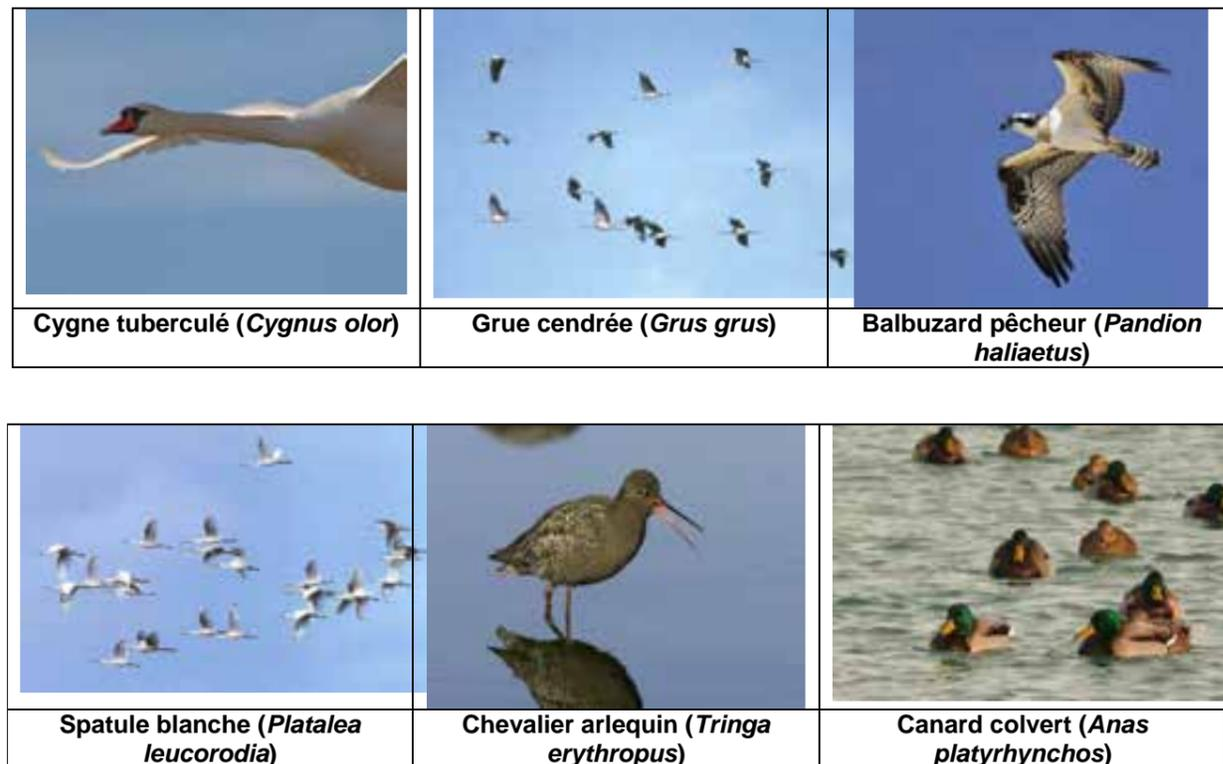 Cygne tuberculé (Cygnus olor)
Grue cendrée (Grus grus)
Balbuzard pêcheur (Pandion
haliaetus)
Spatule blanche (Platalea
leucorodia)
Chevalier arlequin (Tringa
erythropus)
Canard colvert (Anas
platyrhynchos)